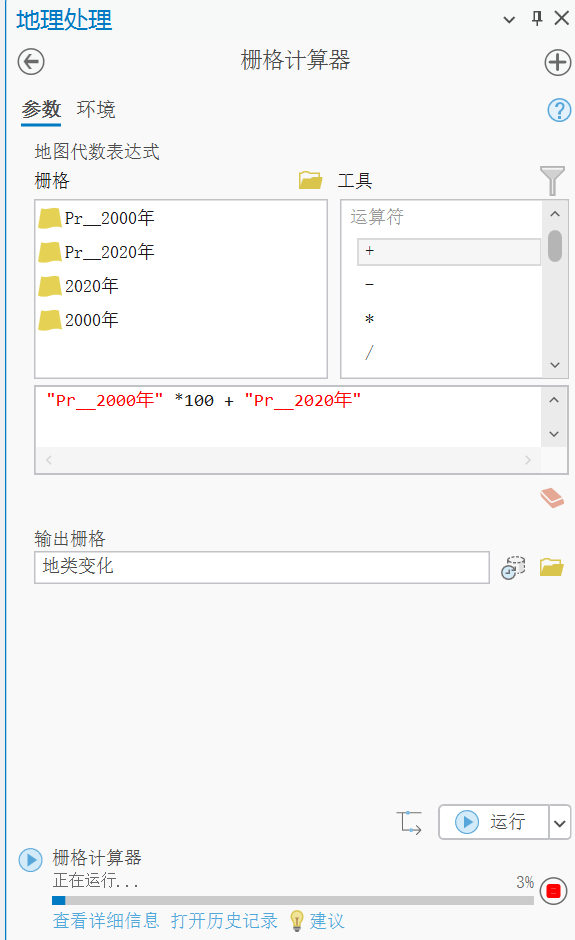 地理处理
栅格计算器
参数 环境
地图代数表达式
栅格 工具
Pr__2000年
Pr__2020年
2020年
2000年
运算符
+
-
*
/
"Pr__2000年" *100 + "Pr__2020年"
输出栅格
地类变化
运行
栅格计算器
正在运行... 3%
查看详细信息 打开历史记录 建议